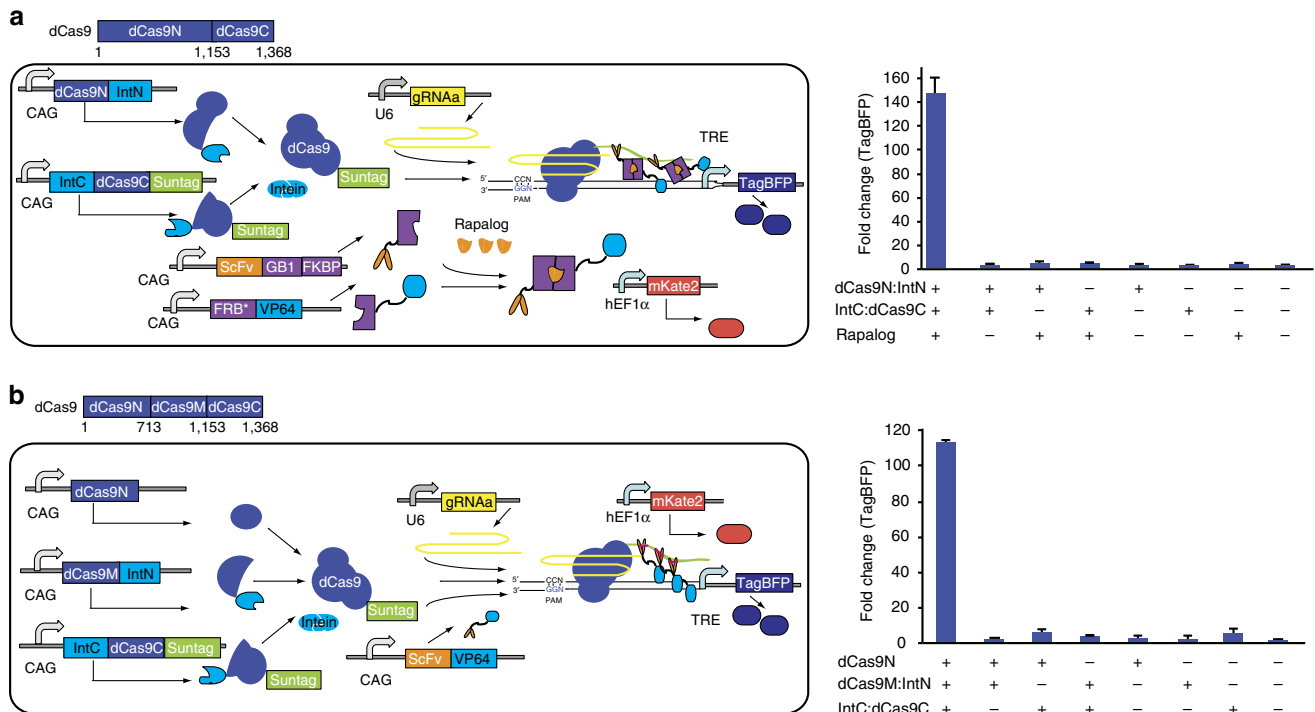 a
dCas9 dCas9N dCas9C
1 1,153 1,368
dCas9N IntN
CAG
U6 gRNAa
dCas9
TRE
IntC dCas9C Suntag
CAG
Intein
Suntag
5′ CCN
3′ GGN
PAM
TagBFP
Suntag
Rapalog
ScFv GB1 FKBP
CAG
FRB* VP64
CAG
mKate2
hEF1α
Fold change (TagBFP)
160
140
120
100
80
60
40
20
0
dCas9N:IntN + + + − + − − −
IntC:dCas9C + + − + − + − −
Rapalog + − + + − − + −
b
dCas9 dCas9N dCas9M dCas9C
1 713 1,153 1,368
dCas9N
CAG
U6 gRNAa
hEF1α mKate2
dCas9M IntN
CAG
dCas9
Suntag
5′ CCN
3′ GGN
PAM
TagBFP
TRE
Intein
IntC dCas9C Suntag
CAG
Suntag
ScFv VP64
CAG
Fold change (TagBFP)
120
100
80
60
40
20
0
dCas9N + + + − + − − −
dCas9M:IntN + + − + − + − −
IntC:dCas9C + − + + − − + −